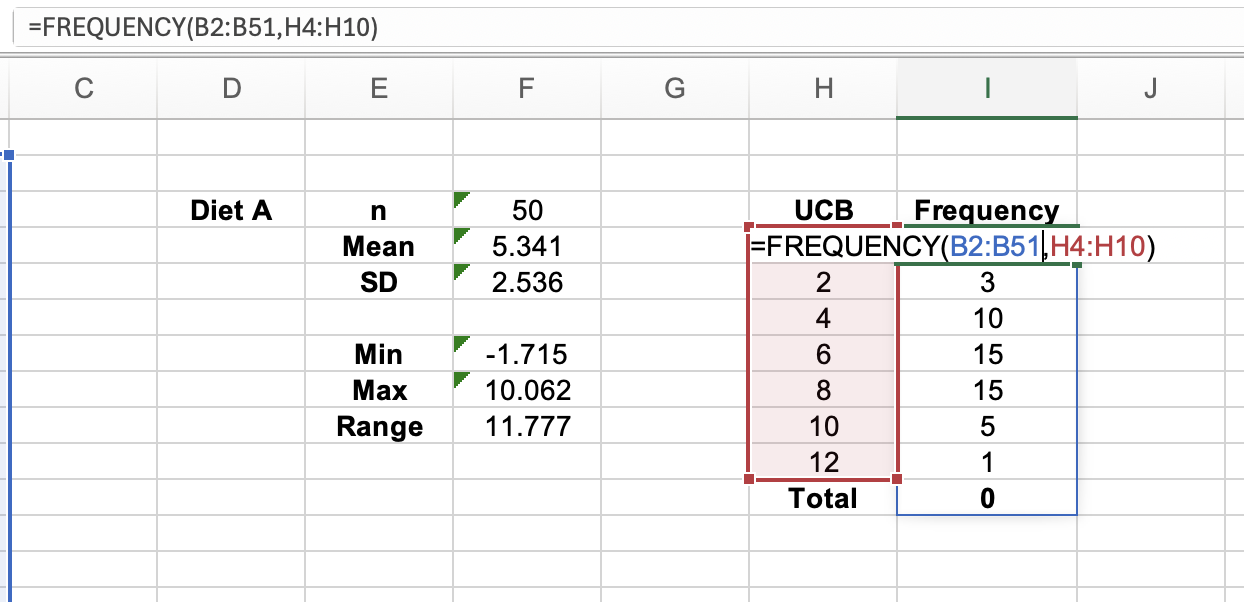 =FREQUENCY(B2:B51,H4:H10)
C D E F G H I J
Diet A n 50 UCB Frequency
Mean 5.341 =FREQUENCY(B2:B51,H4:H10)
SD 2.536 2 3
4 10
Min -1.715 6 15
Max 10.062 8 15
Range 11.777 10 5
12 1
Total 0